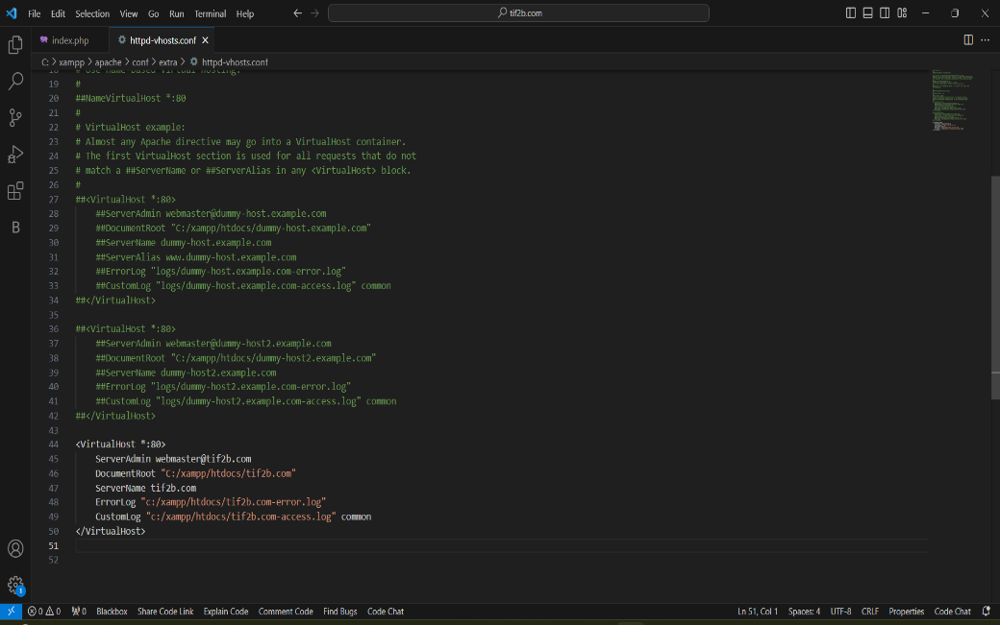 File Edit Selection View Go Run Terminal Help
tif2b.com
index.php
httpd-vhosts.conf
C: > xampp > apache > conf > extra > httpd-vhosts.conf
18 # Use name-based virtual hosting.
19 #
20 ##NameVirtualHost *:80
21 #
22 # VirtualHost example:
23 # Almost any Apache directive may go into a VirtualHost container.
24 # The first VirtualHost section is used for all requests that do not
25 # match a ##ServerName or ##ServerAlias in any <VirtualHost> block.
26 #
27 ##<VirtualHost *:80>
28 ##ServerAdmin webmaster@dummy-host.example.com
29 ##DocumentRoot "C:/xampp/htdocs/dummy-host.example.com"
30 ##ServerName dummy-host.example.com
31 ##ServerAlias www.dummy-host.example.com
32 ##ErrorLog "logs/dummy-host.example.com-error.log"
33 ##CustomLog "logs/dummy-host.example.com-access.log" common
34 ##</VirtualHost>
35
36 ##<VirtualHost *:80>
37 ##ServerAdmin webmaster@dummy-host2.example.com
38 ##DocumentRoot "C:/xampp/htdocs/dummy-host2.example.com"
39 ##ServerName dummy-host2.example.com
40 ##ErrorLog "logs/dummy-host2.example.com-error.log"
41 ##CustomLog "logs/dummy-host2.example.com-access.log" common
42 ##</VirtualHost>
43
44 <VirtualHost *:80>
45 ServerAdmin webmaster@tif2b.com
46 DocumentRoot "C:/xampp/htdocs/tif2b.com"
47 ServerName tif2b.com
48 ErrorLog "c:/xampp/htdocs/tif2b.com-error.log"
49 CustomLog "c:/xampp/htdocs/tif2b.com-access.log" common
50 </VirtualHost>
51
52
B
1
0 0 0 Blackbox Share Code Link Explain Code Comment Code Find Bugs Code Chat Ln 51, Col 1 Spaces: 4 UTF-8 CRLF Properties Code Chat